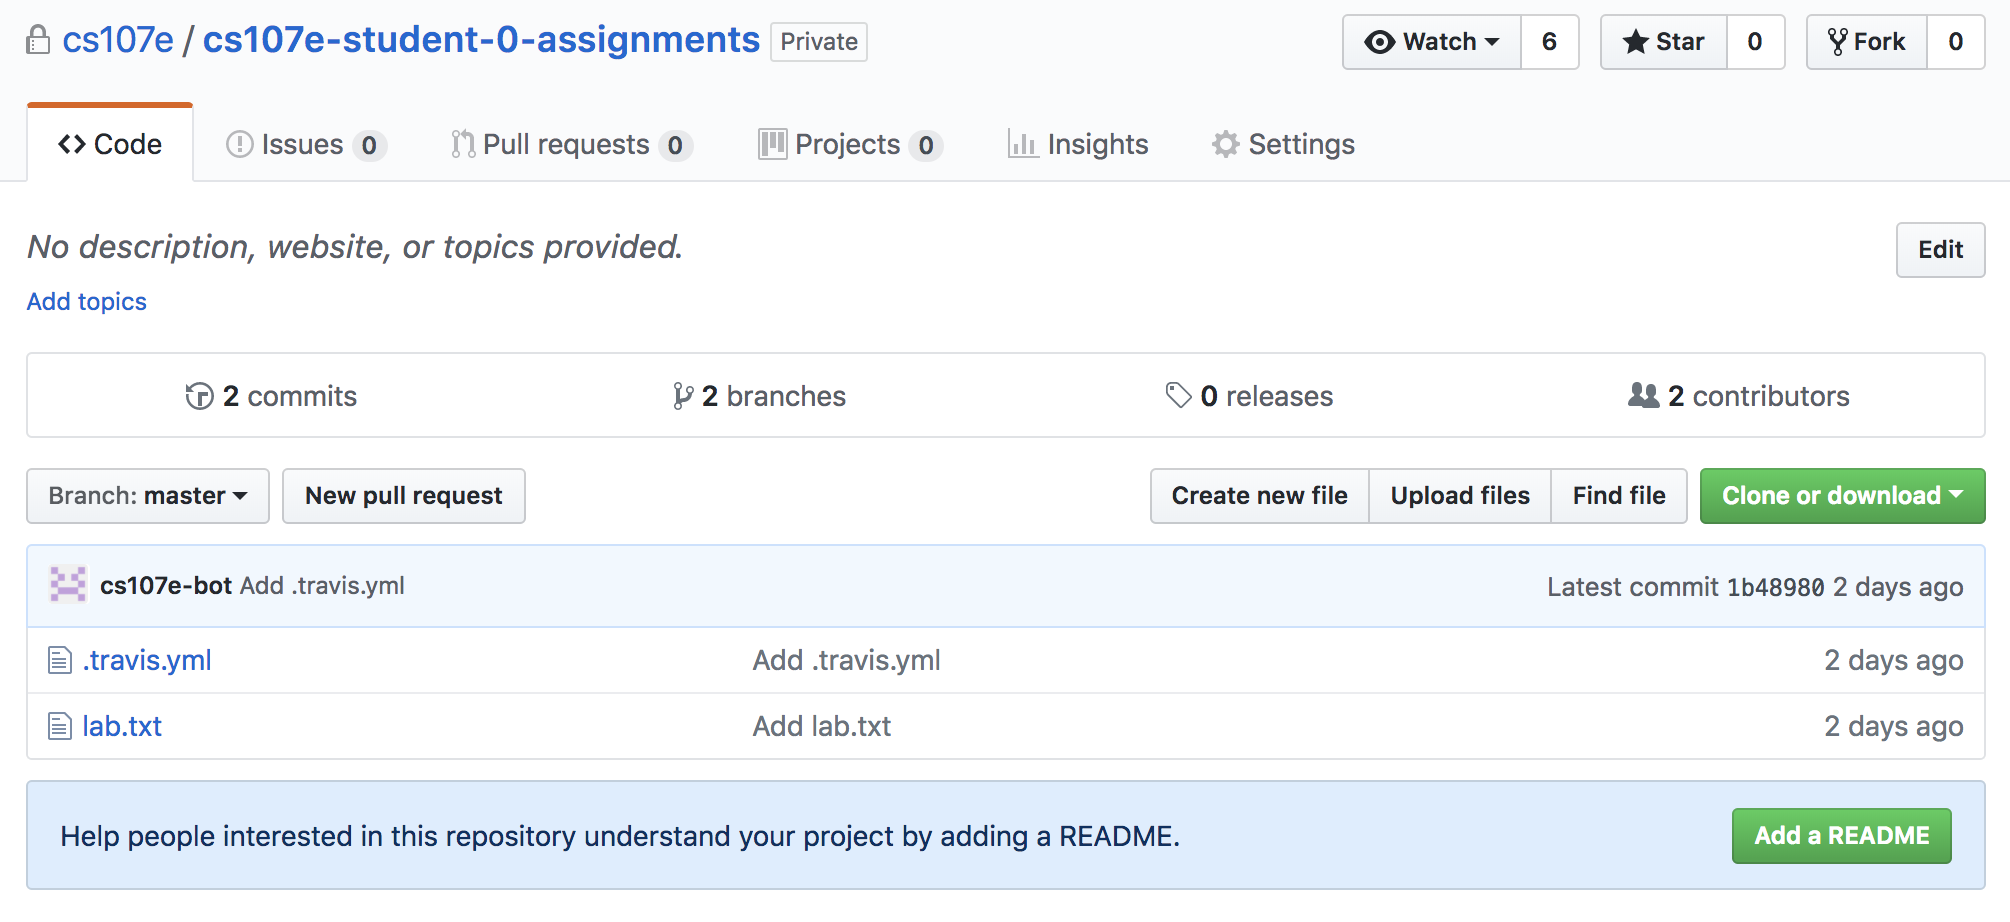 cs107e / cs107e-student-0-assignments Private Watch 6 Star 0 Fork 0
Code Issues 0 Pull requests 0 Projects 0 Insights Settings
No description, website, or topics provided. Edit
Add topics
2 commits 2 branches 0 releases 2 contributors
Branch: master New pull request Create new file Upload files Find file Clone or download
cs107e-bot Add .travis.yml Latest commit 1b48980 2 days ago
.travis.yml Add .travis.yml 2 days ago
lab.txt Add lab.txt 2 days ago
Help people interested in this repository understand your project by adding a README. Add a README